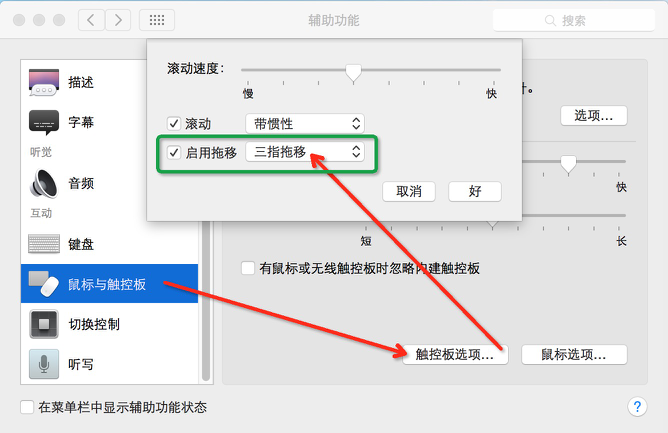 辅助功能
搜索
滚动速度：
慢
快
滚动
带惯性
启用拖移
三指拖移
取消
好
描述
字幕
听觉
音频
互动
键盘
鼠标与触控板
切换控制
听写
选项...
快
短
长
有鼠标或无线触控板时忽略内建触控板
触控板选项...
鼠标选项...
在菜单栏中显示辅助功能状态
?